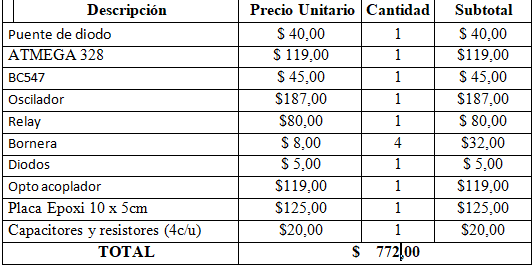 Descripción Precio Unitario Cantidad Subtotal
Puente de diodo $ 40,00 1 $ 40,00
ATMEGA 328 $ 119,00 1 $119,00
BC547 $ 45,00 1 $ 45,00
Oscilador $187,00 1 $187,00
Relay $80,00 1 $ 80,00
Bornera $ 8,00 4 $32,00
Diodos $ 5,00 1 $ 5,00
Opto acoplador $119,00 1 $119,00
Placa Epoxi 10 x 5cm $125,00 1 $125,00
Capacitores y resistores (4c/u) $20,00 1 $20,00
TOTAL $ 772,00